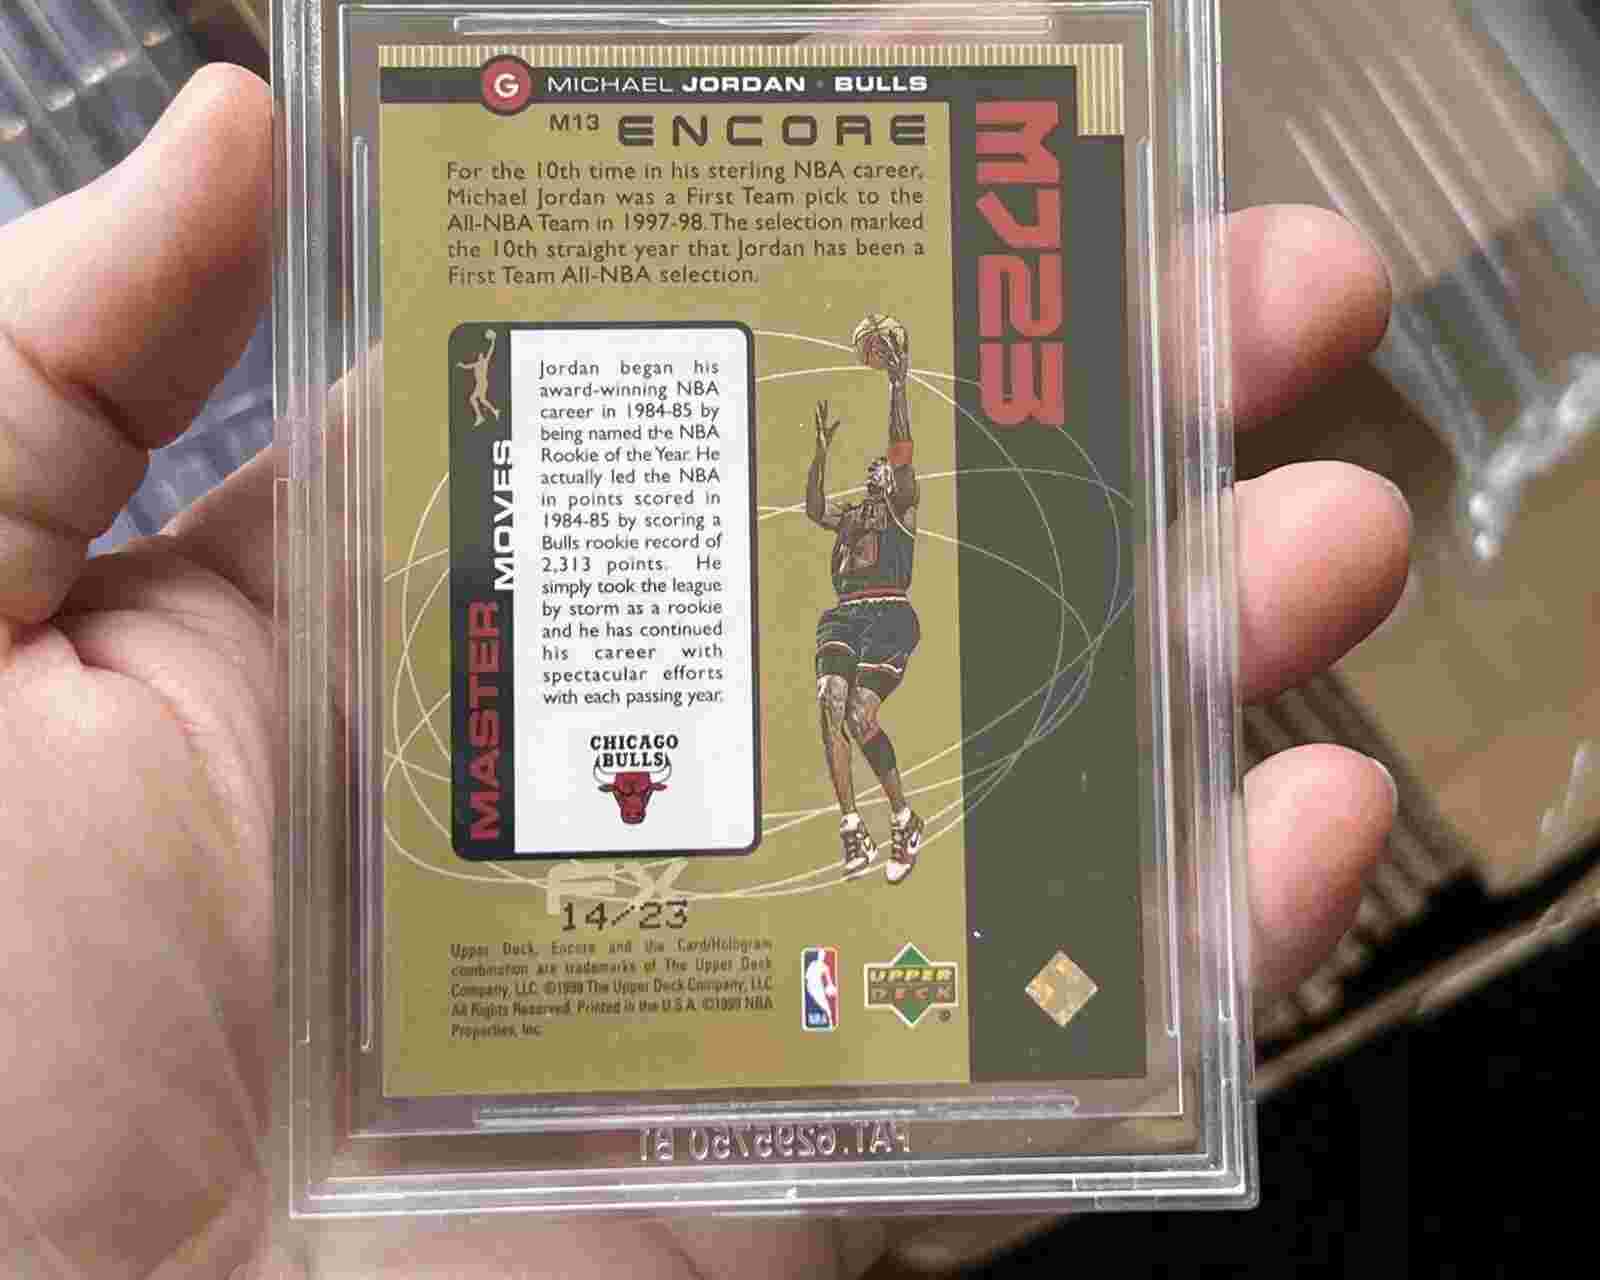 G MICHAEL JORDAN • BULLS
M13 ENCORE
For the 10th time in his sterling NBA career,
Michael Jordan was a First Team pick to the
All-NBA Team in 1997-98. The selection marked
the 10th straight year that Jordan has been a
First Team All-NBA selection.
MJ23
MASTER MOVES
Jordan began his
award-winning NBA
career in 1984-85 by
being named the NBA
Rookie of the Year. He
actually led the NBA
in points scored in
1984-85 by scoring a
Bulls rookie record of
2,313 points. He
simply took the league
by storm as a rookie
and he has continued
his career with
spectacular efforts
with each passing year.
CHICAGO
BULLS
FX
14/23
Upper Deck, Encore and the Card/Hologram
combination are trademarks of The Upper Deck
Company, LLC. ©1999 The Upper Deck Company, LLC
All Rights Reserved. Printed in the U.S.A. ©1999 NBA
Properties, Inc.
NBA
UPPER
DECK
®
PAT.6295750 B1